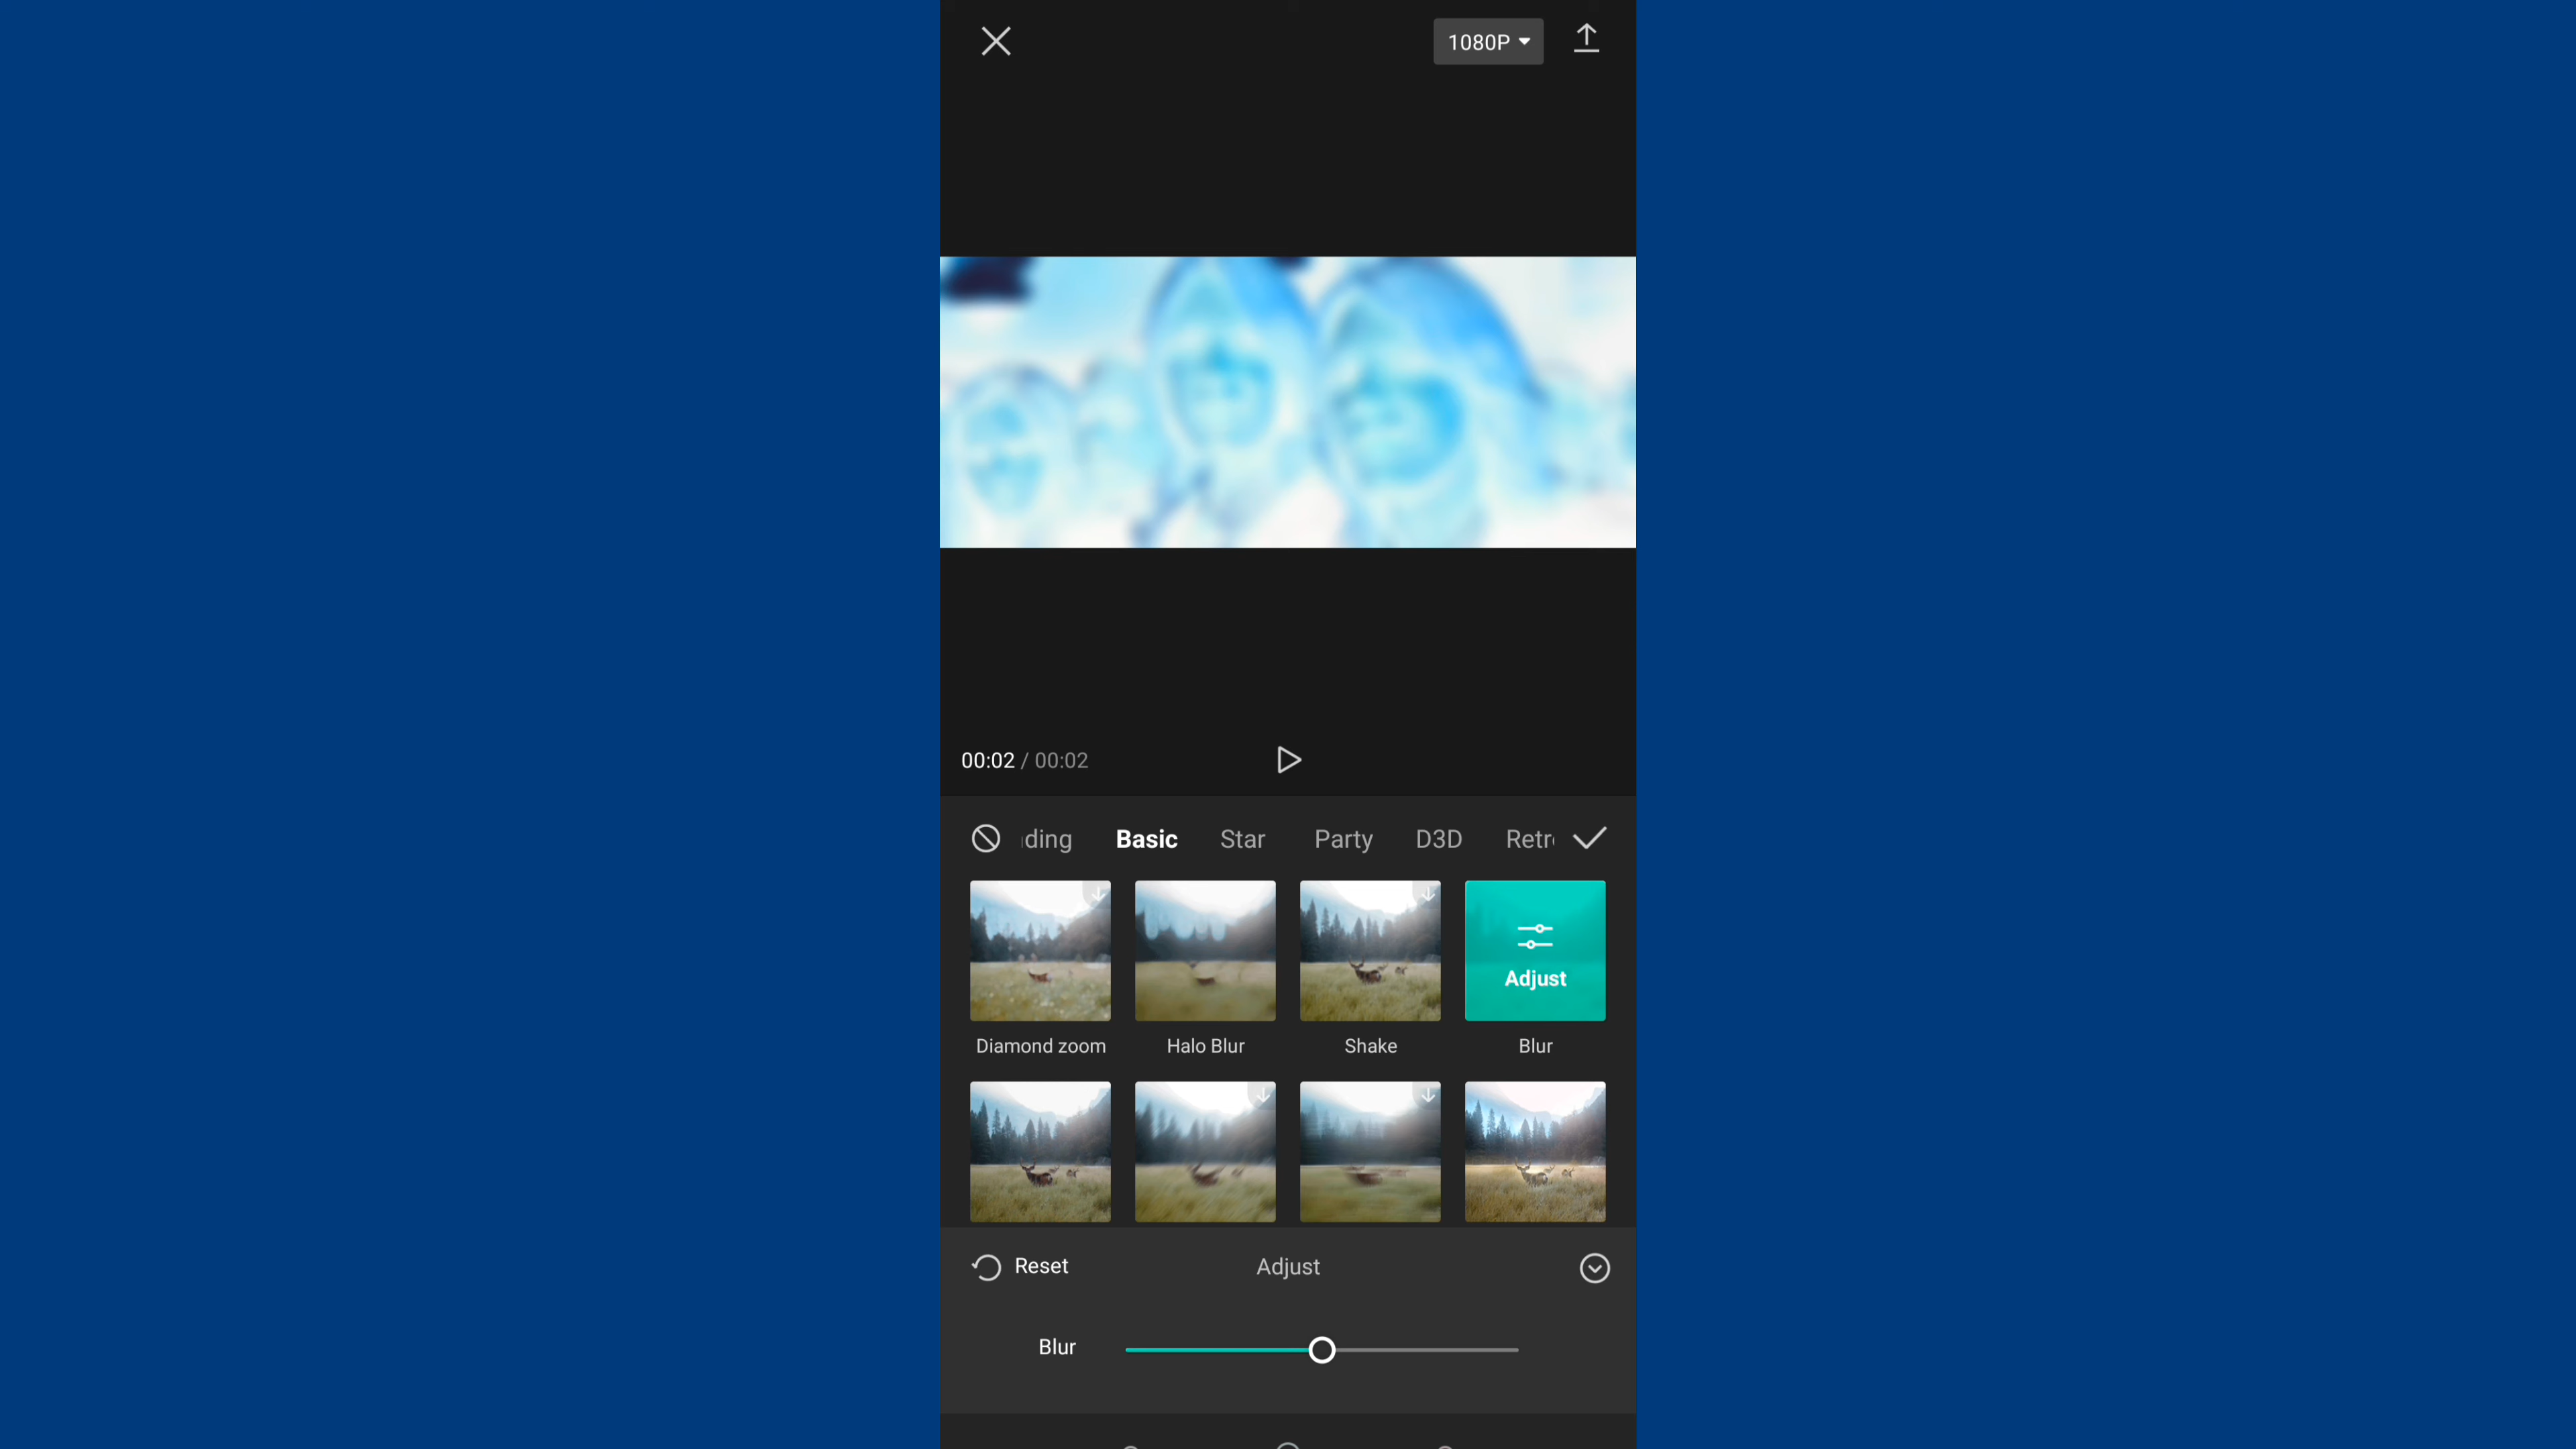 1080P
00:02 / 00:02
ding Basic Star Party D3D Retr
Adjust
Diamond zoom Halo Blur Shake Blur
Reset Adjust
Blur